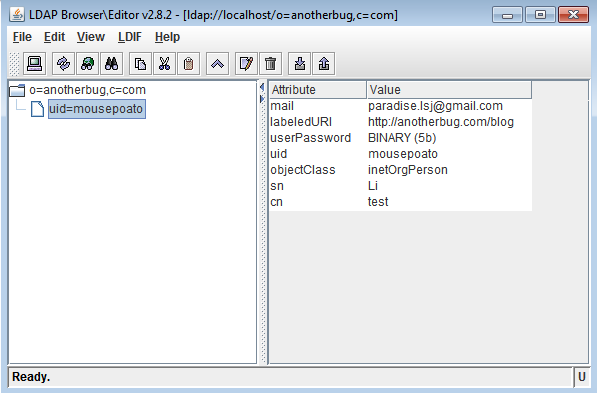 LDAP Browser\Editor v2.8.2 - [ldap://localhost/o=anotherbug,c=com]
File Edit View LDIF Help
o=anotherbug,c=com
uid=mousepoato
Attribute Value
mail paradise.lsj@gmail.com
labeledURI http://anotherbug.com/blog
userPassword BINARY (5b)
uid mousepoato
objectClass inetOrgPerson
sn Li
cn test
Ready. U